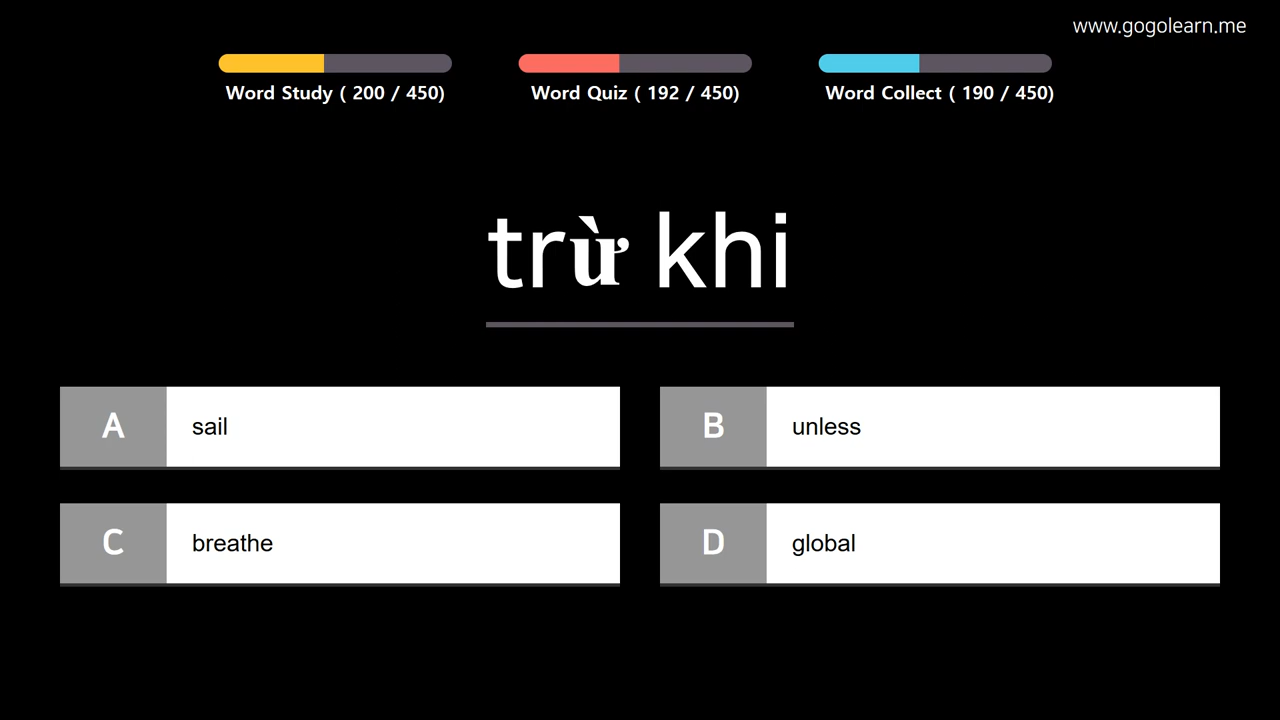 www.gogolearn.me
Word Study ( 200 / 450)
Word Quiz ( 192 / 450)
Word Collect ( 190 / 450)
trừ khi
A sail
B unless
C breathe
D global